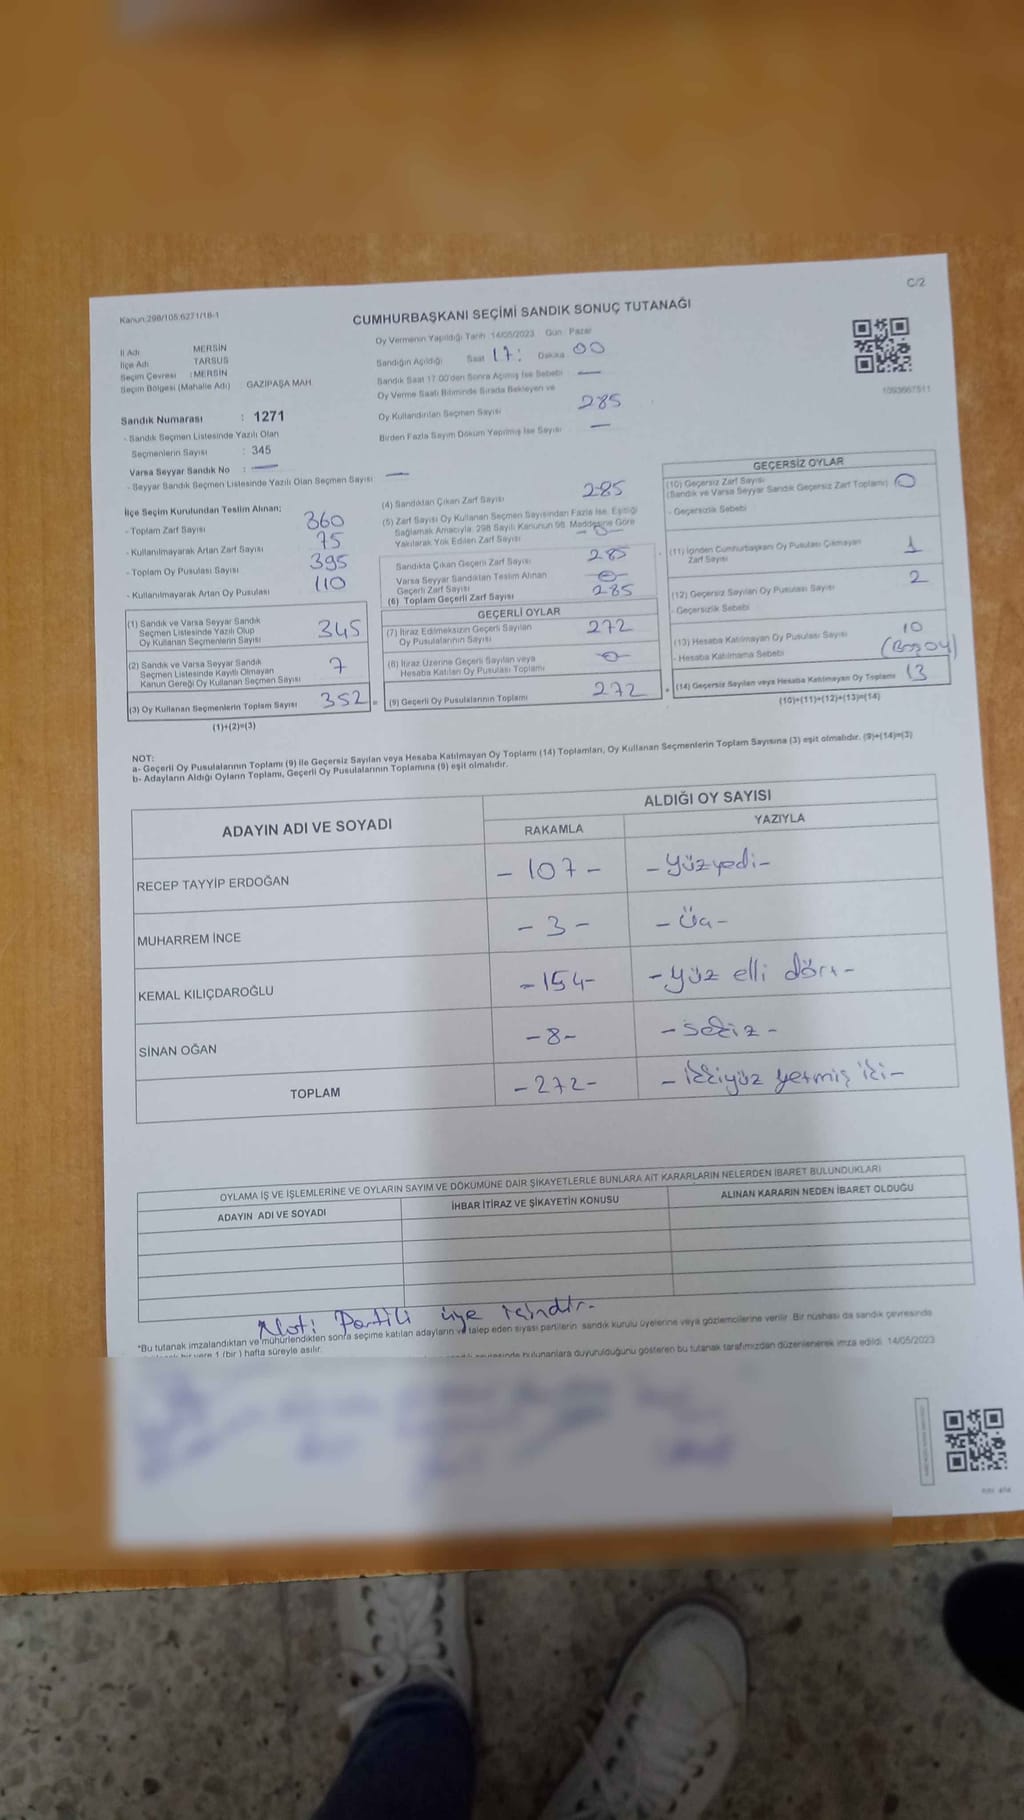 C/2
Kanun:298/105:6271/18-1
CUMHURBAŞKANI SEÇİMİ SANDIK SONUÇ TUTANAĞI
İl Adı MERSİN
İlçe Adı TARSUS
Seçim Çevresi : MERSİN
Seçim Bölgesi (Mahalle Adı) : GAZİPAŞA MAH
Sandık Numarası : 1271
- Sandık Seçmen Listesinde Yazılı Olan
Seçmenlerin Sayısı : 345
Varsa Seyyar Sandık No : —
- Seyyar Sandık Seçmen Listesinde Yazılı Olan Seçmen Sayısı —
Oy Vermenin Yapıldığı Tarih 14/05/2023 Gün: Pazar
Sandığın Açıldığı Saat 17: Dakika 00
Sandık Saat 17:00'den Sonra Açılmış İse Sebebi —
Oy Verme Saati Bitiminde Sırada Bekleyen ve
Oy Kullandırılan Seçmen Sayısı 285
Birden Fazla Sayım Döküm Yapılmış İse Sayısı —
1093667511
İlçe Seçim Kurulundan Teslim Alınan;
- Toplam Zarf Sayısı 360
- Kullanılmayarak Artan Zarf Sayısı 75
- Toplam Oy Pusulası Sayısı 395
- Kullanılmayarak Artan Oy Pusulası 110
(1) Sandık ve Varsa Seyyar Sandık
Seçmen Listesinde Yazılı Olup
Oy Kullanan Seçmenlerin Sayısı 345
(2) Sandık ve Varsa Seyyar Sandık
Seçmen Listesinde Kayıtlı Olmayan
Kanun Gereği Oy Kullanan Seçmen Sayısı 7
(3) Oy Kullanan Seçmenlerin Toplam Sayısı 352 =
(1)+(2)=(3)
(4) Sandıktan Çıkan Zarf Sayısı 285
(5) Zarf Sayısı Oy Kullanan Seçmen Sayısından Fazla İse, Eşitliği
Sağlamak Amacıyla, 298 Sayılı Kanunun 98. Maddesine Göre
Yakılarak Yok Edilen Zarf Sayısı -0-
Sandıkta Çıkan Geçerli Zarf Sayısı 285
Varsa Seyyar Sandıktan Teslim Alınan
Geçerli Zarf Sayısı 0
(6) Toplam Geçerli Zarf Sayısı 285
GEÇERLİ OYLAR
(7) İtiraz Edilmeksizin Geçerli Sayılan
Oy Pusulalarının Sayısı 272
(8) İtiraz Üzerine Geçerli Sayılan veya
Hesaba Katılan Oy Pusulası Toplamı 0
(9) Geçerli Oy Pusulalarının Toplamı 272 +
GEÇERSİZ OYLAR
(10) Geçersiz Zarf Sayısı
(Sandık ve Varsa Seyyar Sandık Geçersiz Zarf Toplamı) 0
- Geçersizlik Sebebi
(11) İçinden Cumhurbaşkanı Oy Pusulası Çıkmayan
Zarf Sayısı 1
(12) Geçersiz Sayılan Oy Pusulası Sayısı 2
- Geçersizlik Sebebi
(13) Hesaba Katılmayan Oy Pusulası Sayısı 10
- Hesaba Katılmama Sebebi (Boş oy)
(14) Geçersiz Sayılan veya Hesaba Katılmayan Oy Toplamı 13
(10)+(11)+(12)+(13)=(14)
NOT:
a- Geçerli Oy Pusulalarının Toplamı (9) ile Geçersiz Sayılan veya Hesaba Katılmayan Oy Toplamı (14) Toplamları, Oy Kullanan Seçmenlerin Toplam Sayısına (3) eşit olmalıdır. (9)+(14)=(3)
b- Adayların Aldığı Oyların Toplamı, Geçerli Oy Pusulalarının Toplamına (9) eşit olmalıdır.
ADAYIN ADI VE SOYADI
ALDIĞI OY SAYISI
RAKAMLA YAZIYLA
RECEP TAYYİP ERDOĞAN - 107 - - yüzyedi -
MUHARREM İNCE - 3 - - üç -
KEMAL KILIÇDAROĞLU - 154 - - yüz elli dört -
SİNAN OĞAN - 8 - - sekiz -
TOPLAM - 272 - - ikiyüz yetmiş iki -
OYLAMA İŞ VE İŞLEMLERİNE VE OYLARIN SAYIM VE DÖKÜMÜNE DAİR ŞİKAYETLERLE BUNLARA AİT KARARLARIN NELERDEN İBARET BULUNDUKLARI
ADAYIN ADI VE SOYADI
İHBAR İTİRAZ VE ŞİKAYETİN KONUSU
ALINAN KARARIN NEDEN İBARET OLDUĞU
Not: Partili üye içindir.
*Bu tutanak imzalandıktan ve mühürlendikten sonra seçime katılan adayların ve talep eden siyasi partilerin sandık kurulu üyelerine veya gözlemcilerine verilir. Bir nüshası da sandık çevresinde
1 (bir) hafta süreyle asılır.
bulunanlara duyurulduğunu gösteren bu tutanak tarafımızdan düzenlenerek imza edildi. 14/05/2023